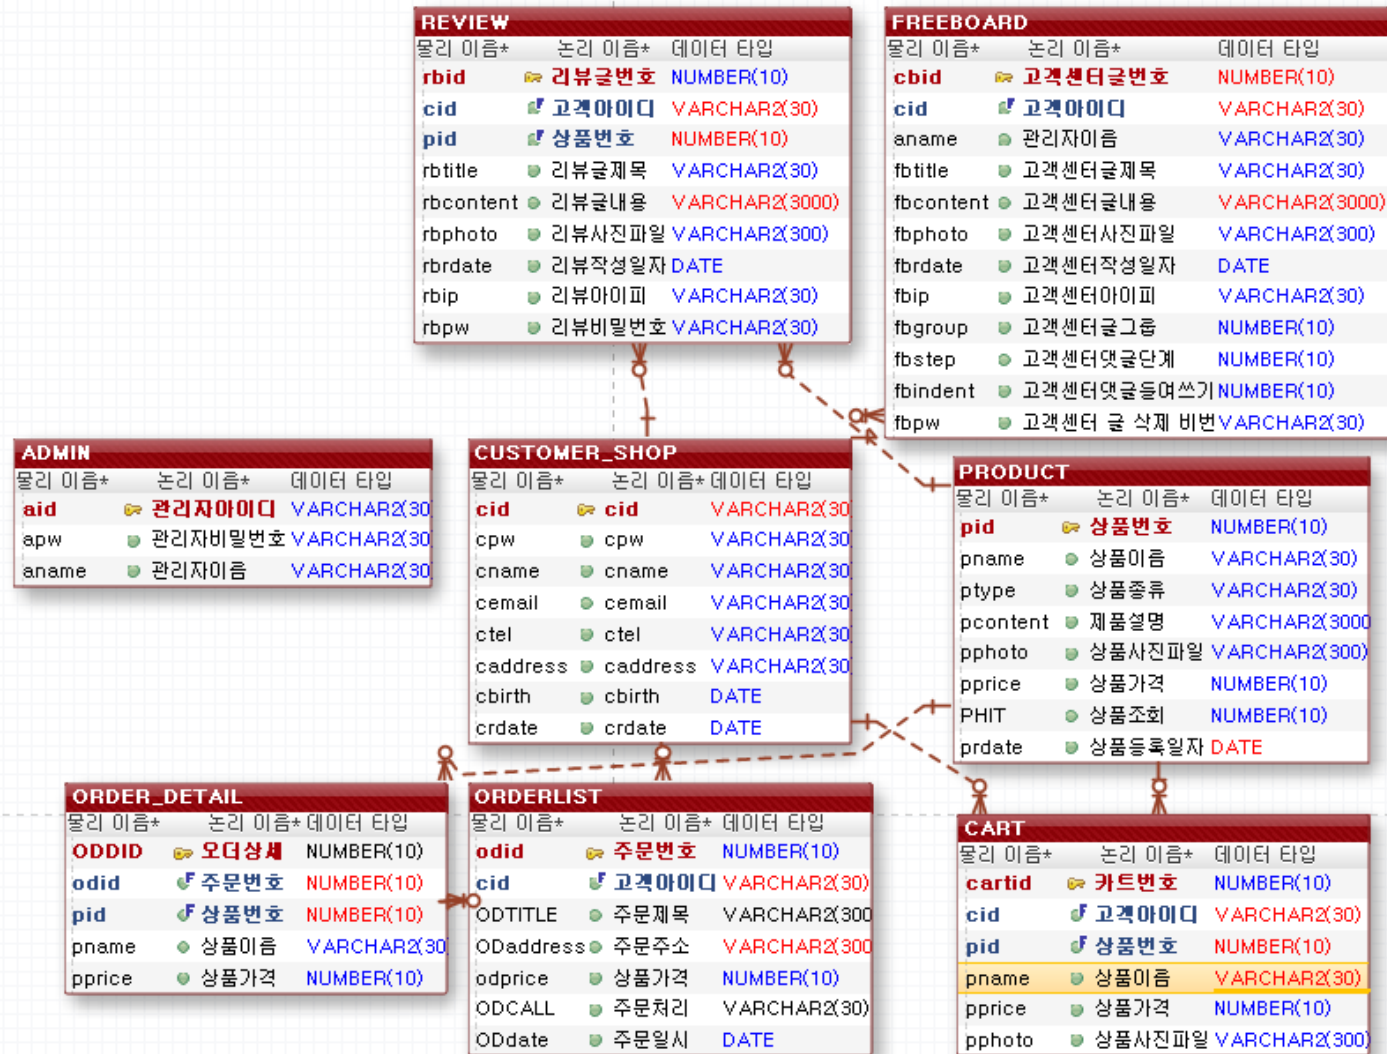 REVIEW
물리 이름* 논리 이름* 데이터 타입
rbid 리뷰글번호 NUMBER(10)
cid 고객아이디 VARCHAR2(30)
pid 상품번호 NUMBER(10)
rbtitle 리뷰글제목 VARCHAR2(30)
rbcontent 리뷰글내용 VARCHAR2(3000)
rbphoto 리뷰사진파일 VARCHAR2(300)
rbrdate 리뷰작성일자 DATE
rbip 리뷰아이피 VARCHAR2(30)
rbpw 리뷰비밀번호 VARCHAR2(30)
FREEBOARD
물리 이름* 논리 이름* 데이터 타입
cbid 고객센터글번호 NUMBER(10)
cid 고객아이디 VARCHAR2(30)
aname 관리자이름 VARCHAR2(30)
fbtitle 고객센터글제목 VARCHAR2(30)
fbcontent 고객센터글내용 VARCHAR2(3000)
fbphoto 고객센터사진파일 VARCHAR2(300)
fbrdate 고객센터작성일자 DATE
fbip 고객센터아이피 VARCHAR2(30)
fbgroup 고객센터글그룹 NUMBER(10)
fbstep 고객센터댓글단계 NUMBER(10)
fbindent 고객센터댓글들여쓰기 NUMBER(10)
fbpw 고객센터 글 삭제 비번 VARCHAR2(30)
ADMIN
물리 이름* 논리 이름* 데이터 타입
aid 관리자아이디 VARCHAR2(30
apw 관리자비밀번호 VARCHAR2(30
aname 관리자이름 VARCHAR2(30
CUSTOMER_SHOP
물리 이름* 논리 이름* 데이터 타입
cid cid VARCHAR2(30
cpw cpw VARCHAR2(30
cname cname VARCHAR2(30
cemail cemail VARCHAR2(30
ctel ctel VARCHAR2(30
caddress caddress VARCHAR2(30
cbirth cbirth DATE
crdate crdate DATE
PRODUCT
물리 이름* 논리 이름* 데이터 타입
pid 상품번호 NUMBER(10)
pname 상품이름 VARCHAR2(30)
ptype 상품종류 VARCHAR2(30)
pcontent 제품설명 VARCHAR2(3000
pphoto 상품사진파일 VARCHAR2(300)
pprice 상품가격 NUMBER(10)
PHIT 상품조회 NUMBER(10)
prdate 상품등록일자 DATE
ORDER_DETAIL
물리 이름* 논리 이름* 데이터 타입
ODDID 오더상세 NUMBER(10)
odid 주문번호 NUMBER(10)
pid 상품번호 NUMBER(10)
pname 상품이름 VARCHAR2(30
pprice 상품가격 NUMBER(10)
ORDERLIST
물리 이름* 논리 이름* 데이터 타입
odid 주문번호 NUMBER(10)
cid 고객아이디 VARCHAR2(30)
ODTITLE 주문제목 VARCHAR2(300
ODaddress 주문주소 VARCHAR2(300
odprice 상품가격 NUMBER(10)
ODCALL 주문처리 VARCHAR2(30)
ODdate 주문일시 DATE
CART
물리 이름* 논리 이름* 데이터 타입
cartid 카트번호 NUMBER(10)
cid 고객아이디 VARCHAR2(30)
pid 상품번호 NUMBER(10)
pname 상품이름 VARCHAR2(30)
pprice 상품가격 NUMBER(10)
pphoto 상품사진파일 VARCHAR2(300)